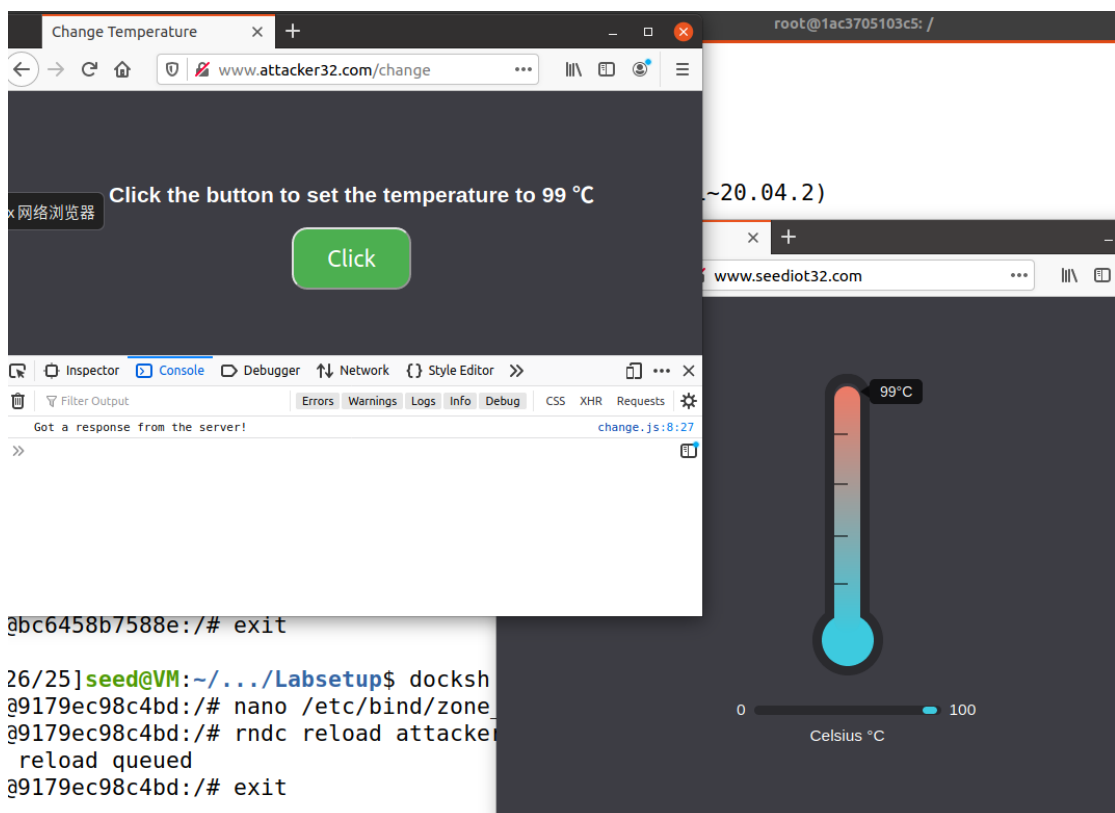 Change Temperature
root@1ac3705103c5: /
www.attacker32.com/change
Click the button to set the temperature to 99 °C
x 网络浏览器
~20.04.2)
Click
www.seediot32.com
Inspector Console Debugger Network {} Style Editor
Filter Output Errors Warnings Logs Info Debug CSS XHR Requests
Got a response from the server! change.js:8:27
99°C
@bc6458b7588e:/# exit
26/25]seed@VM:~/.../Labsetup$ docksh
@9179ec98c4bd:/# nano /etc/bind/zone_
@9179ec98c4bd:/# rndc reload attacker
reload queued
@9179ec98c4bd:/# exit
0 100
Celsius °C